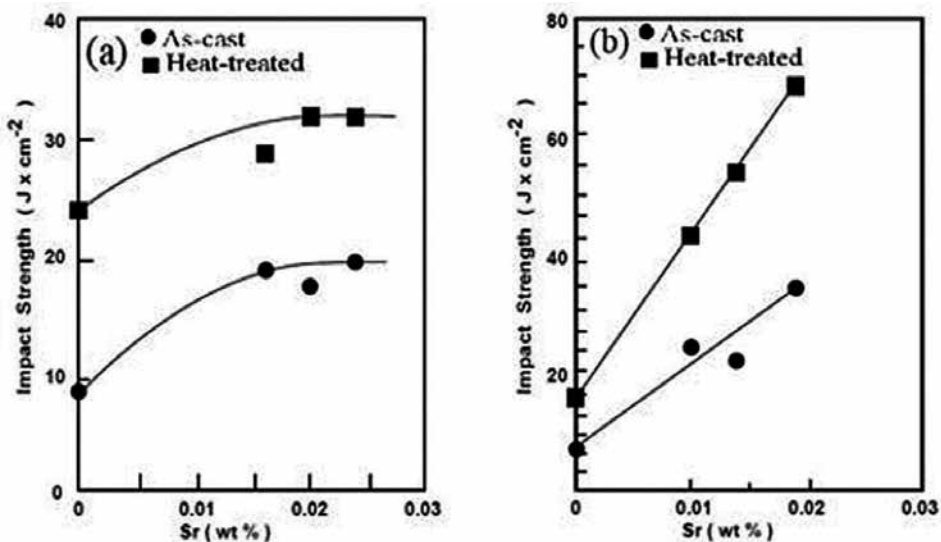 (a)
As-cast
Heat-treated
Impact Strength ( J x cm⁻² )
40
30
20
10
0
0 0.01 0.02 0.03
Sr ( wt % )
(b)
As-cast
Heat-treated
Impact Strength ( J x cm⁻² )
80
60
40
20
0
0 0.01 0.02 0.03
Sr ( wt % )